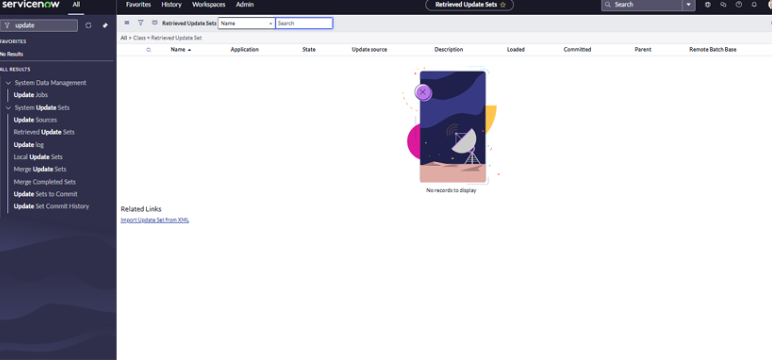 servicenow All Favorites History Workspaces Admin Retrieved Update Sets Search
update
Retrieved Update Sets Name Search
FAVORITES
No Results
ALL RESULTS
System Data Management
Update Jobs
System Update Sets
Update Sources
Retrieved Update Sets
Update log
Local Update Sets
Merge Update Sets
Merge Completed Sets
Update Sets to Commit
Update Set Commit History
All > Class = Retrieved Update Set
Name Application State Update source Description Loaded Committed Parent Remote Batch Base
No records to display
Related Links
Import Update Set from XML